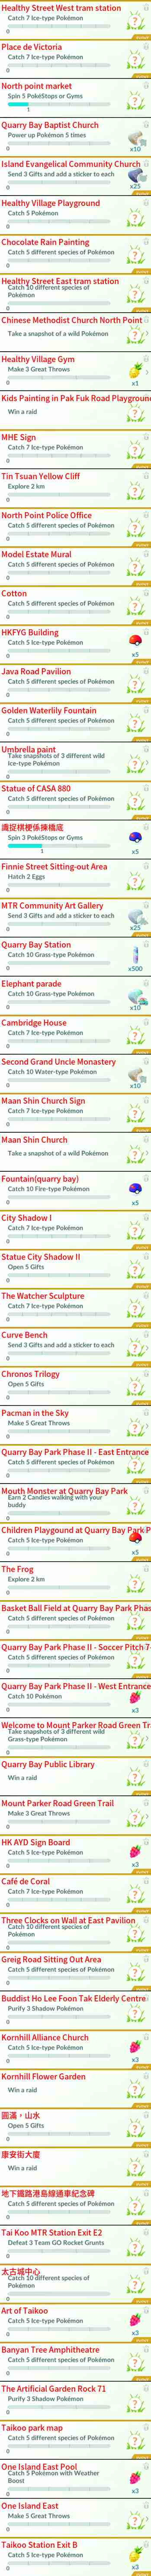 Healthy Street West tram station
Catch 7 Ice-type Pokémon
0
Place de Victoria
Catch 7 Ice-type Pokémon
0
North point market
Spin 5 PokéStops or Gyms
1
Quarry Bay Baptist Church
Power up Pokémon 5 times
0
x10
Island Evangelical Community Church
Send 3 Gifts and add a sticker to each
0
x25
Healthy Village Playground
Catch 5 Pokémon
0
Chocolate Rain Painting
Catch 5 different species of Pokémon
0
Healthy Street East tram station
Catch 10 different species of
Pokémon
0
Chinese Methodist Church North Point
Take a snapshot of a wild Pokémon
Healthy Village Gym
Make 3 Great Throws
0
x1
Kids Painting in Pak Fuk Road Playground
Win a raid
MHE Sign
Catch 7 Ice-type Pokémon
0
Tin Tsuan Yellow Cliff
Explore 2 km
0
North Point Police Office
Catch 5 different species of Pokémon
0
Model Estate Mural
Catch 5 different species of Pokémon
0
Cotton
Catch 5 different species of Pokémon
0
HKFYG Building
Catch 5 Ice-type Pokémon
0
x5
Java Road Pavilion
Catch 5 different species of Pokémon
0
Golden Waterlily Fountain
Catch 5 different species of Pokémon
0
Umbrella paint
Take snapshots of 3 different wild
Ice-type Pokémon
0
Statue of CASA 880
Catch 5 different species of Pokémon
0
識捉棋梗係揀橋底
Spin 3 PokéStops or Gyms
1
x5
Finnie Street Sitting-out Area
Hatch 2 Eggs
0
MTR Community Art Gallery
Send 3 Gifts and add a sticker to each
0
x25
Quarry Bay Station
Catch 10 Grass-type Pokémon
0
x500
Elephant parade
Catch 10 Grass-type Pokémon
0
x10
Cambridge House
Catch 7 Ice-type Pokémon
0
Second Grand Uncle Monastery
Catch 10 Water-type Pokémon
0
x10
Maan Shin Church Sign
Catch 7 Ice-type Pokémon
0
Maan Shin Church
Take a snapshot of a wild Pokémon
Fountain(quarry bay)
Catch 10 Fire-type Pokémon
0
x5
City Shadow I
Catch 7 Ice-type Pokémon
0
Statue City Shadow II
Open 5 Gifts
0
The Watcher Sculpture
Catch 7 Ice-type Pokémon
0
Curve Bench
Send 3 Gifts and add a sticker to each
0
Chronos Trilogy
Open 5 Gifts
0
Pacman in the Sky
Make 5 Great Throws
0
Quarry Bay Park Phase II - East Entrance
Catch 5 different species of Pokémon
0
Mouth Monster at Quarry Bay Park
Earn 2 Candies walking with your
buddy
0
Children Playgound at Quarry Bay Park P
Catch 5 Ice-type Pokémon
0
x5
The Frog
Explore 2 km
0
Basket Ball Field at Quarry Bay Park Phas
Catch 5 different species of Pokémon
0
Quarry Bay Park Phase II - Soccer Pitch
Catch 5 different species of Pokémon
0
Quarry Bay Park Phase II - West Entrance
Catch 10 Pokémon
0
x3
Welcome to Mount Parker Road Green Tr
Take snapshots of 3 different wild
Grass-type Pokémon
0
Quarry Bay Public Library
Win a raid
Mount Parker Road Green Trail
Make 3 Great Throws
0
HK AYD Sign Board
Catch 5 Ice-type Pokémon
0
x3
Café de Coral
Catch 7 Ice-type Pokémon
0
Three Clocks on Wall at East Pavilion
Catch 10 different species of
Pokémon
0
Greig Road Sitting Out Area
Catch 5 different species of Pokémon
0
Buddist Ho Lee Foon Tak Elderly Centre
Purify 3 Shadow Pokémon
0
Kornhill Alliance Church
Catch 5 Ice-type Pokémon
0
x3
Kornhill Flower Garden
Win a raid
圓滿，山水
Open 5 Gifts
0
康安街大廈
Win a raid
地下鐵路港島線通車紀念碑
Catch 5 different species of Pokémon
0
Tai Koo MTR Station Exit E2
Defeat 3 Team GO Rocket Grunts
0
太古城中心
Catch 10 different species of
Pokémon
0
Art of Taikoo
Catch 5 Ice-type Pokémon
0
x3
Banyan Tree Amphitheatre
Catch 5 different species of Pokémon
0
The Artificial Garden Rock 71
Purify 3 Shadow Pokémon
0
Taikoo park map
Catch 5 different species of Pokémon
0
One Island East Pool
Catch 5 Pokémon with Weather
Boost
0
x3
One Island East
Make 5 Great Throws
0
Taikoo Station Exit B
Catch 5 Ice-type Pokémon
0
x3